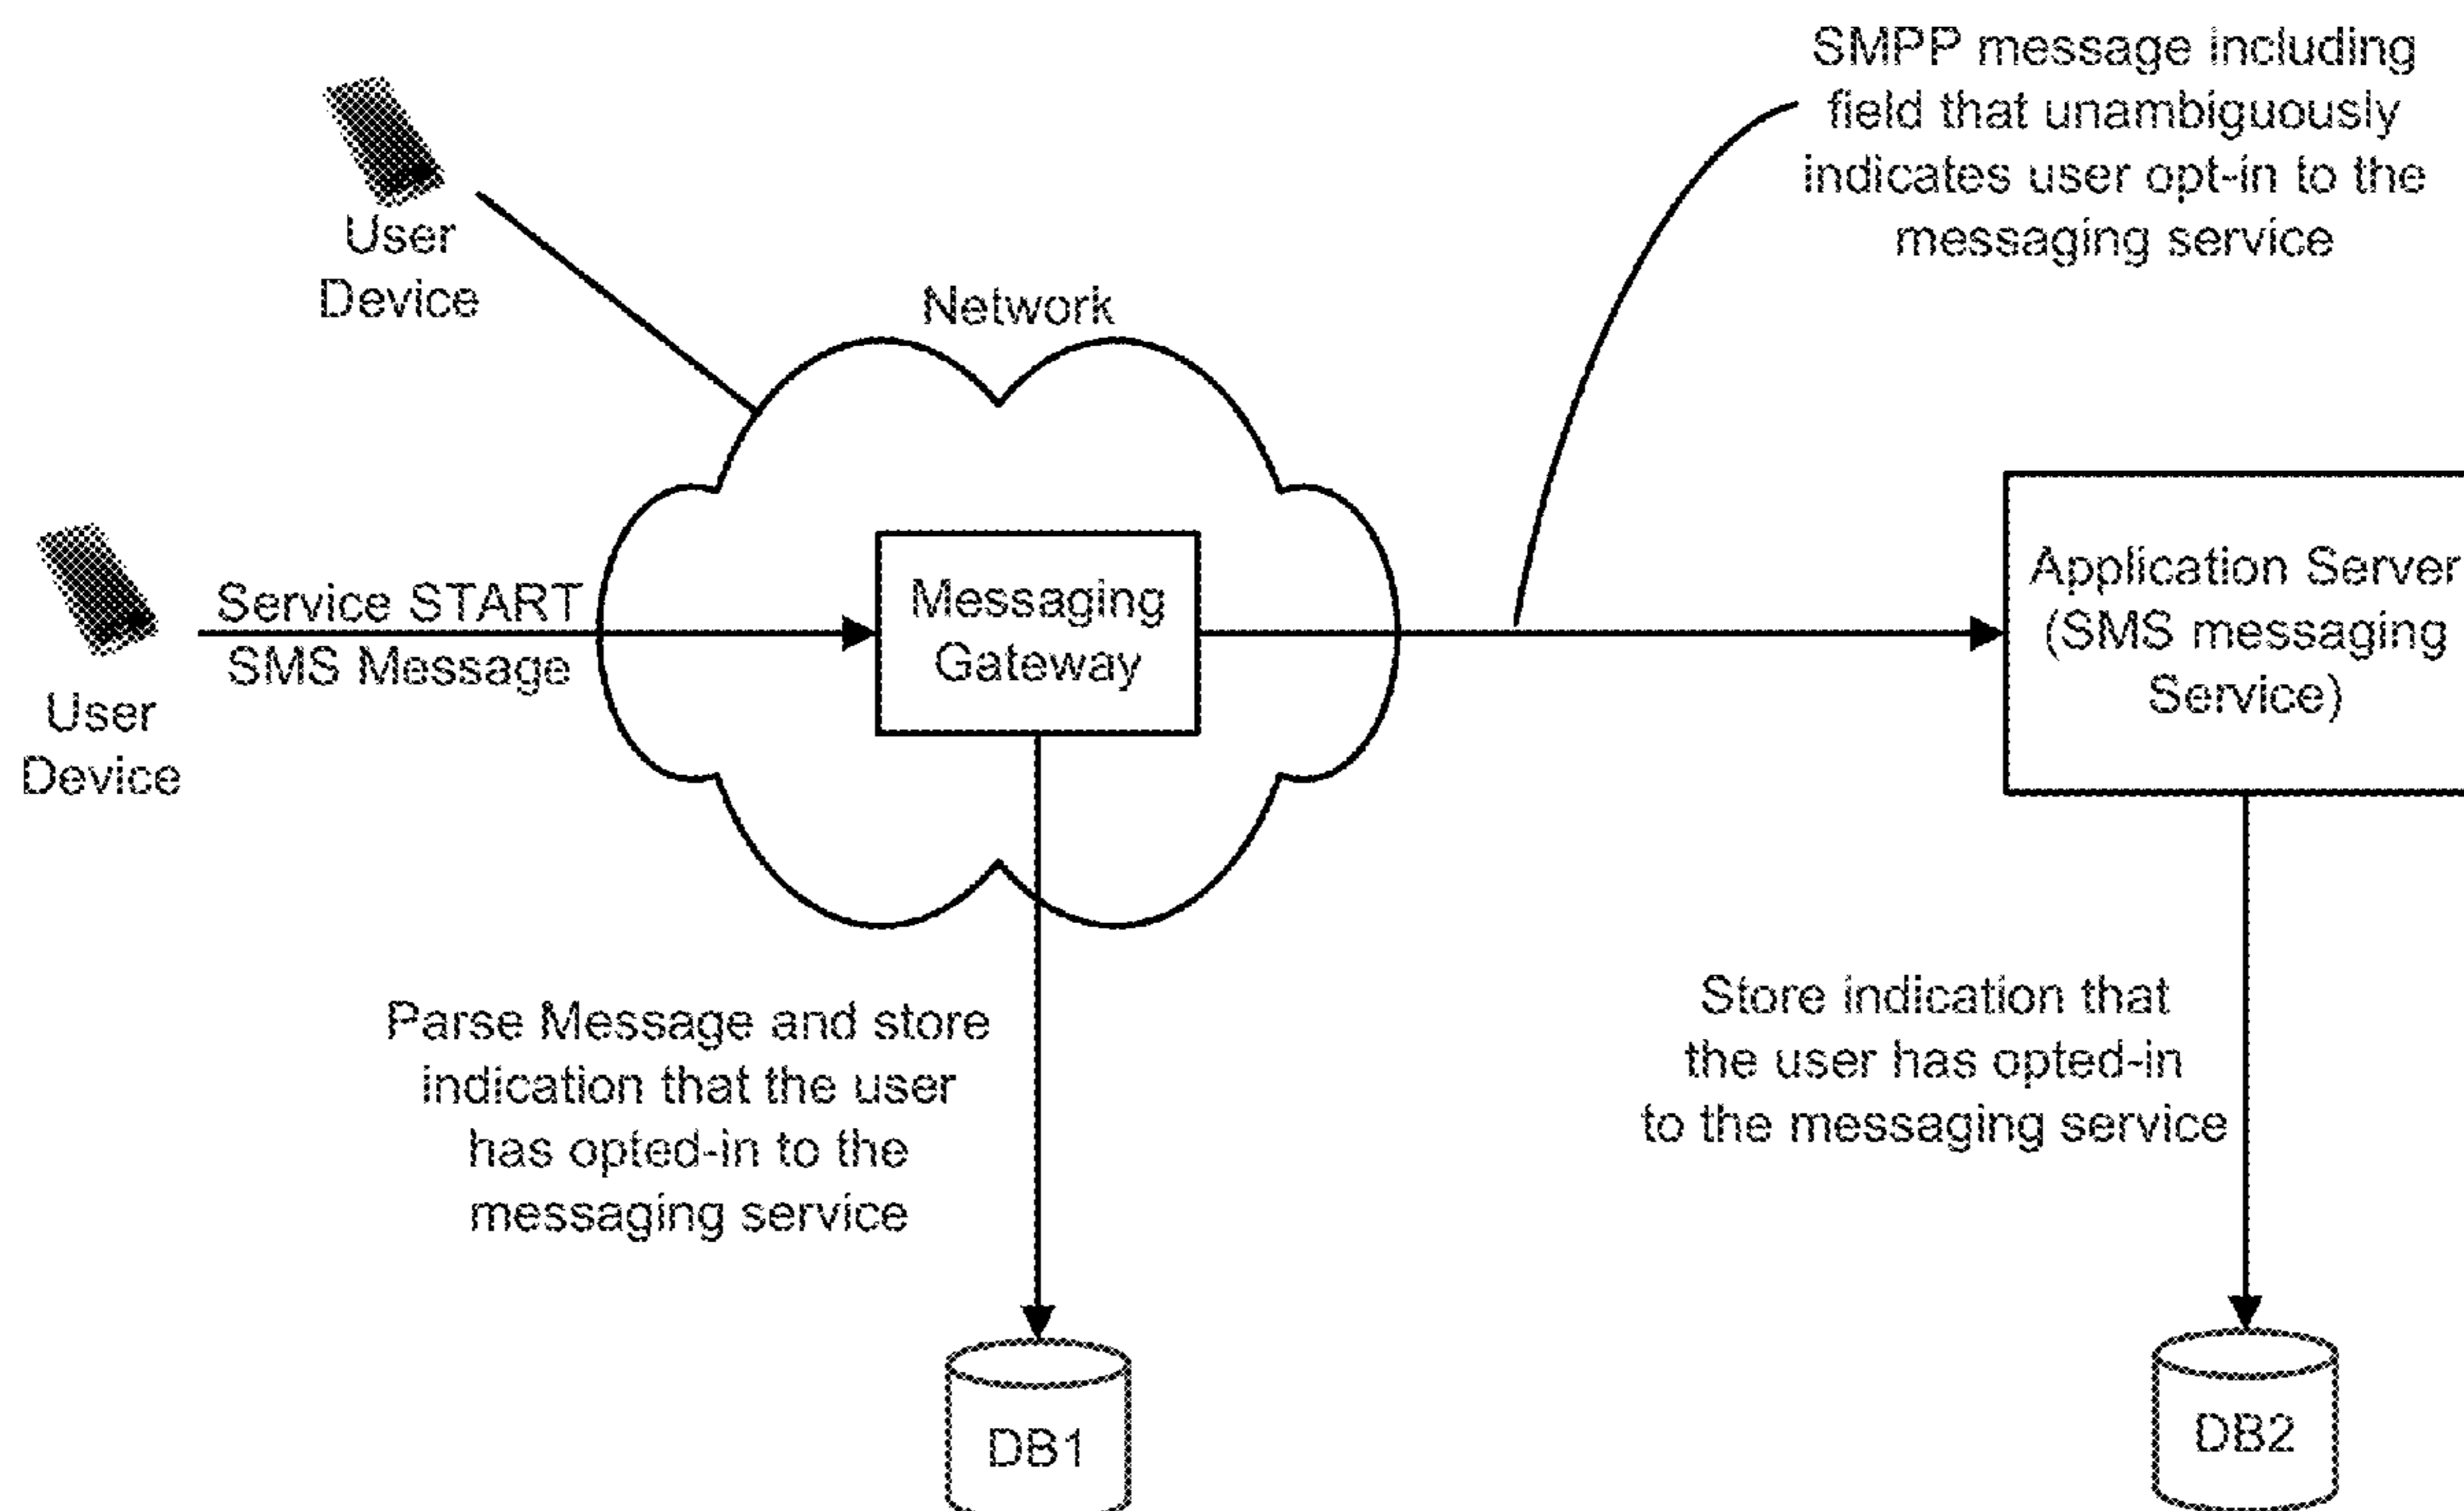 SMPP message including
field that unambiguously
indicates user opt-in to the
messaging service
User
Device
Network
Service START
SMS Message
User
Device
Messaging
Gateway
Application Server
(SMS messaging
Service)
Parse Message and store
indication that the user
has opted-in to the
messaging service
Store indication that
the user has opted-in
to the messaging service
DB1
DB2